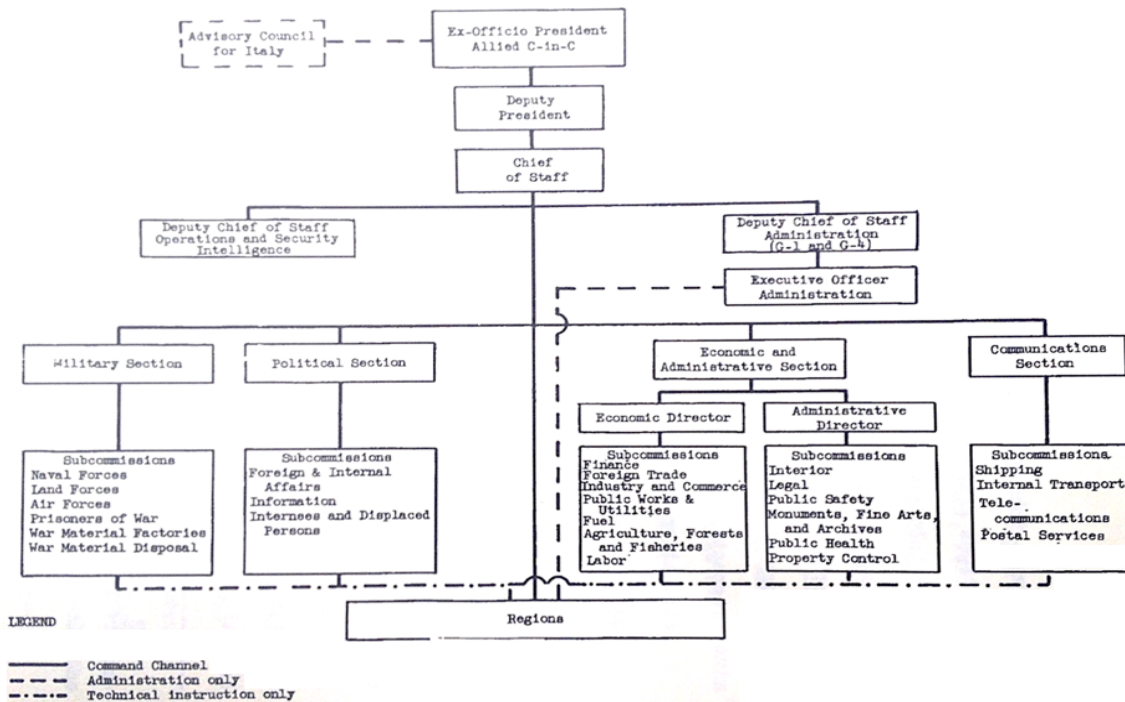 Advisory Council
for Italy
Ex-Officio President
Allied C-in-C
Deputy
President
Chief
of Staff
Deputy Chief of Staff
Operations and Security
Intelligence
Deputy Chief of Staff
Administration
(G-1 and G-4)
Executive Officer
Administration
Military Section
Political Section
Economic and
Administrative Section
Communications
Section
Economic Director
Administrative
Director
Subcommissions
Naval Forces
Land Forces
Air Forces
Prisoners of War
War Material Factories
War Material Disposal
Subcommissions
Foreign & Internal
Affairs
Information
Internees and Displaced
Persons
Subcommissions
Finance
Foreign Trade
Industry and Commerce
Public Works &
Utilities
Fuel
Agriculture, Forests
and Fisheries
Labor
Subcommissions
Interior
Legal
Public Safety
Monuments, Fine Arts,
and Archives
Public Health
Property Control
Subcommissions
Shipping
Internal Transport
Tele-
communications
Postal Services
Regions
LEGEND
Command Channel
Administration only
Technical instruction only